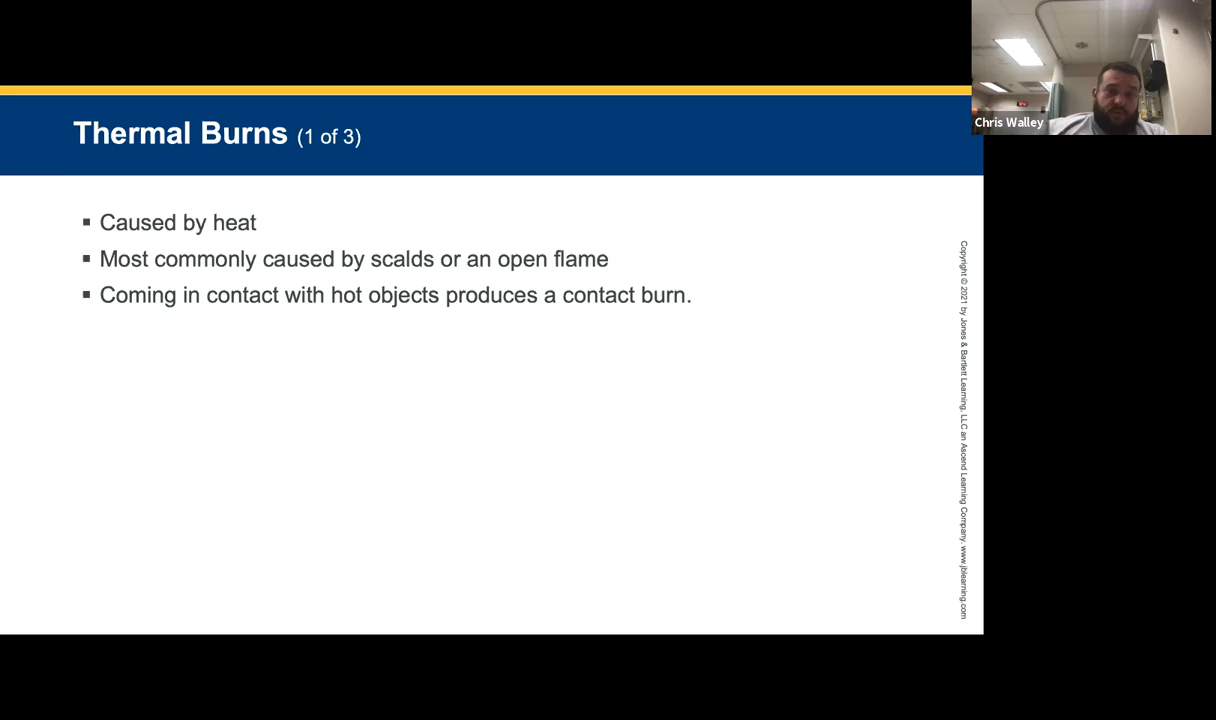 Thermal Burns (1 of 3)
▪ Caused by heat
▪ Most commonly caused by scalds or an open flame
▪ Coming in contact with hot objects produces a contact burn.
Copyright © 2021 by Jones & Bartlett Learning, LLC an Ascend Learning Company. www.jblearning.com
Chris Walley